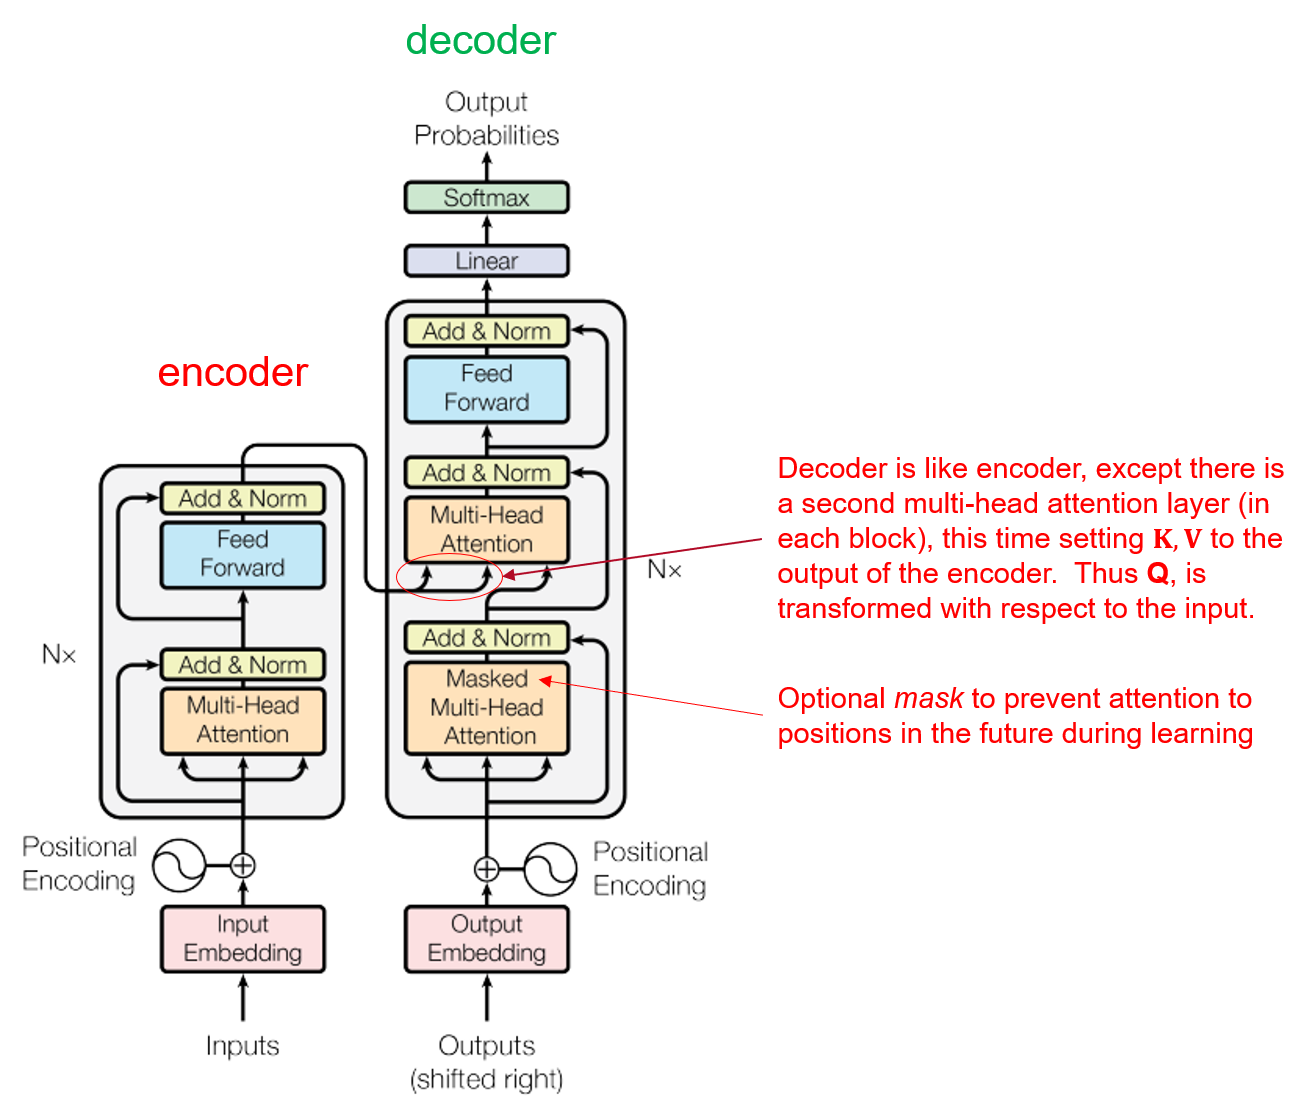 decoder
Output
Probabilities
Softmax
Linear
Add & Norm
Feed
Forward
Add & Norm
Multi-Head
Attention
Nx
Add & Norm
Masked
Multi-Head
Attention
Positional
Encoding
Output
Embedding
Outputs
(shifted right)
encoder
Add & Norm
Feed
Forward
Nx
Add & Norm
Multi-Head
Attention
Positional
Encoding
Input
Embedding
Inputs
Decoder is like encoder, except there is
a second multi-head attention layer (in
each block), this time setting K, V to the
output of the encoder. Thus Q, is
transformed with respect to the input.
Optional mask to prevent attention to
positions in the future during learning